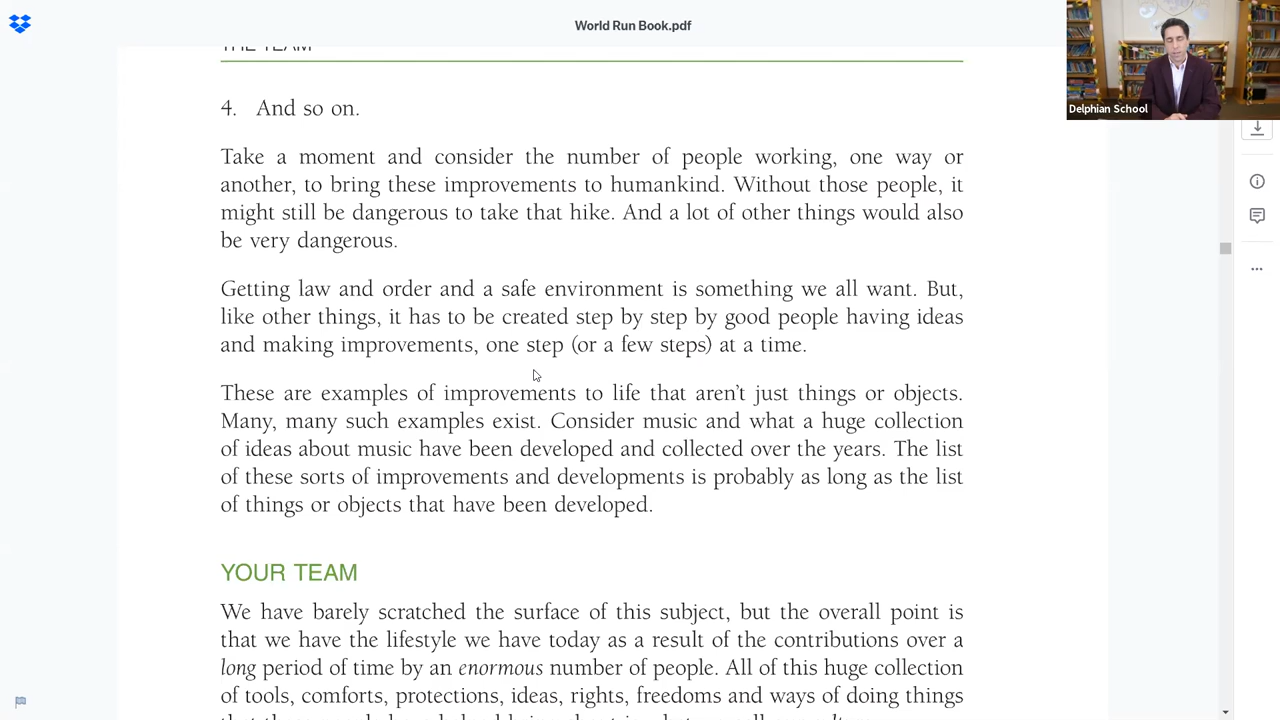 World Run Book.pdf
Delphian School
THE TEAM
4. And so on.
Take a moment and consider the number of people working, one way or
another, to bring these improvements to humankind. Without those people, it
might still be dangerous to take that hike. And a lot of other things would also
be very dangerous.
Getting law and order and a safe environment is something we all want. But,
like other things, it has to be created step by step by good people having ideas
and making improvements, one step (or a few steps) at a time.
These are examples of improvements to life that aren't just things or objects.
Many, many such examples exist. Consider music and what a huge collection
of ideas about music have been developed and collected over the years. The list
of these sorts of improvements and developments is probably as long as the list
of things or objects that have been developed.
YOUR TEAM
We have barely scratched the surface of this subject, but the overall point is
that we have the lifestyle we have today as a result of the contributions over a
long period of time by an enormous number of people. All of this huge collection
of tools, comforts, protections, ideas, rights, freedoms and ways of doing things